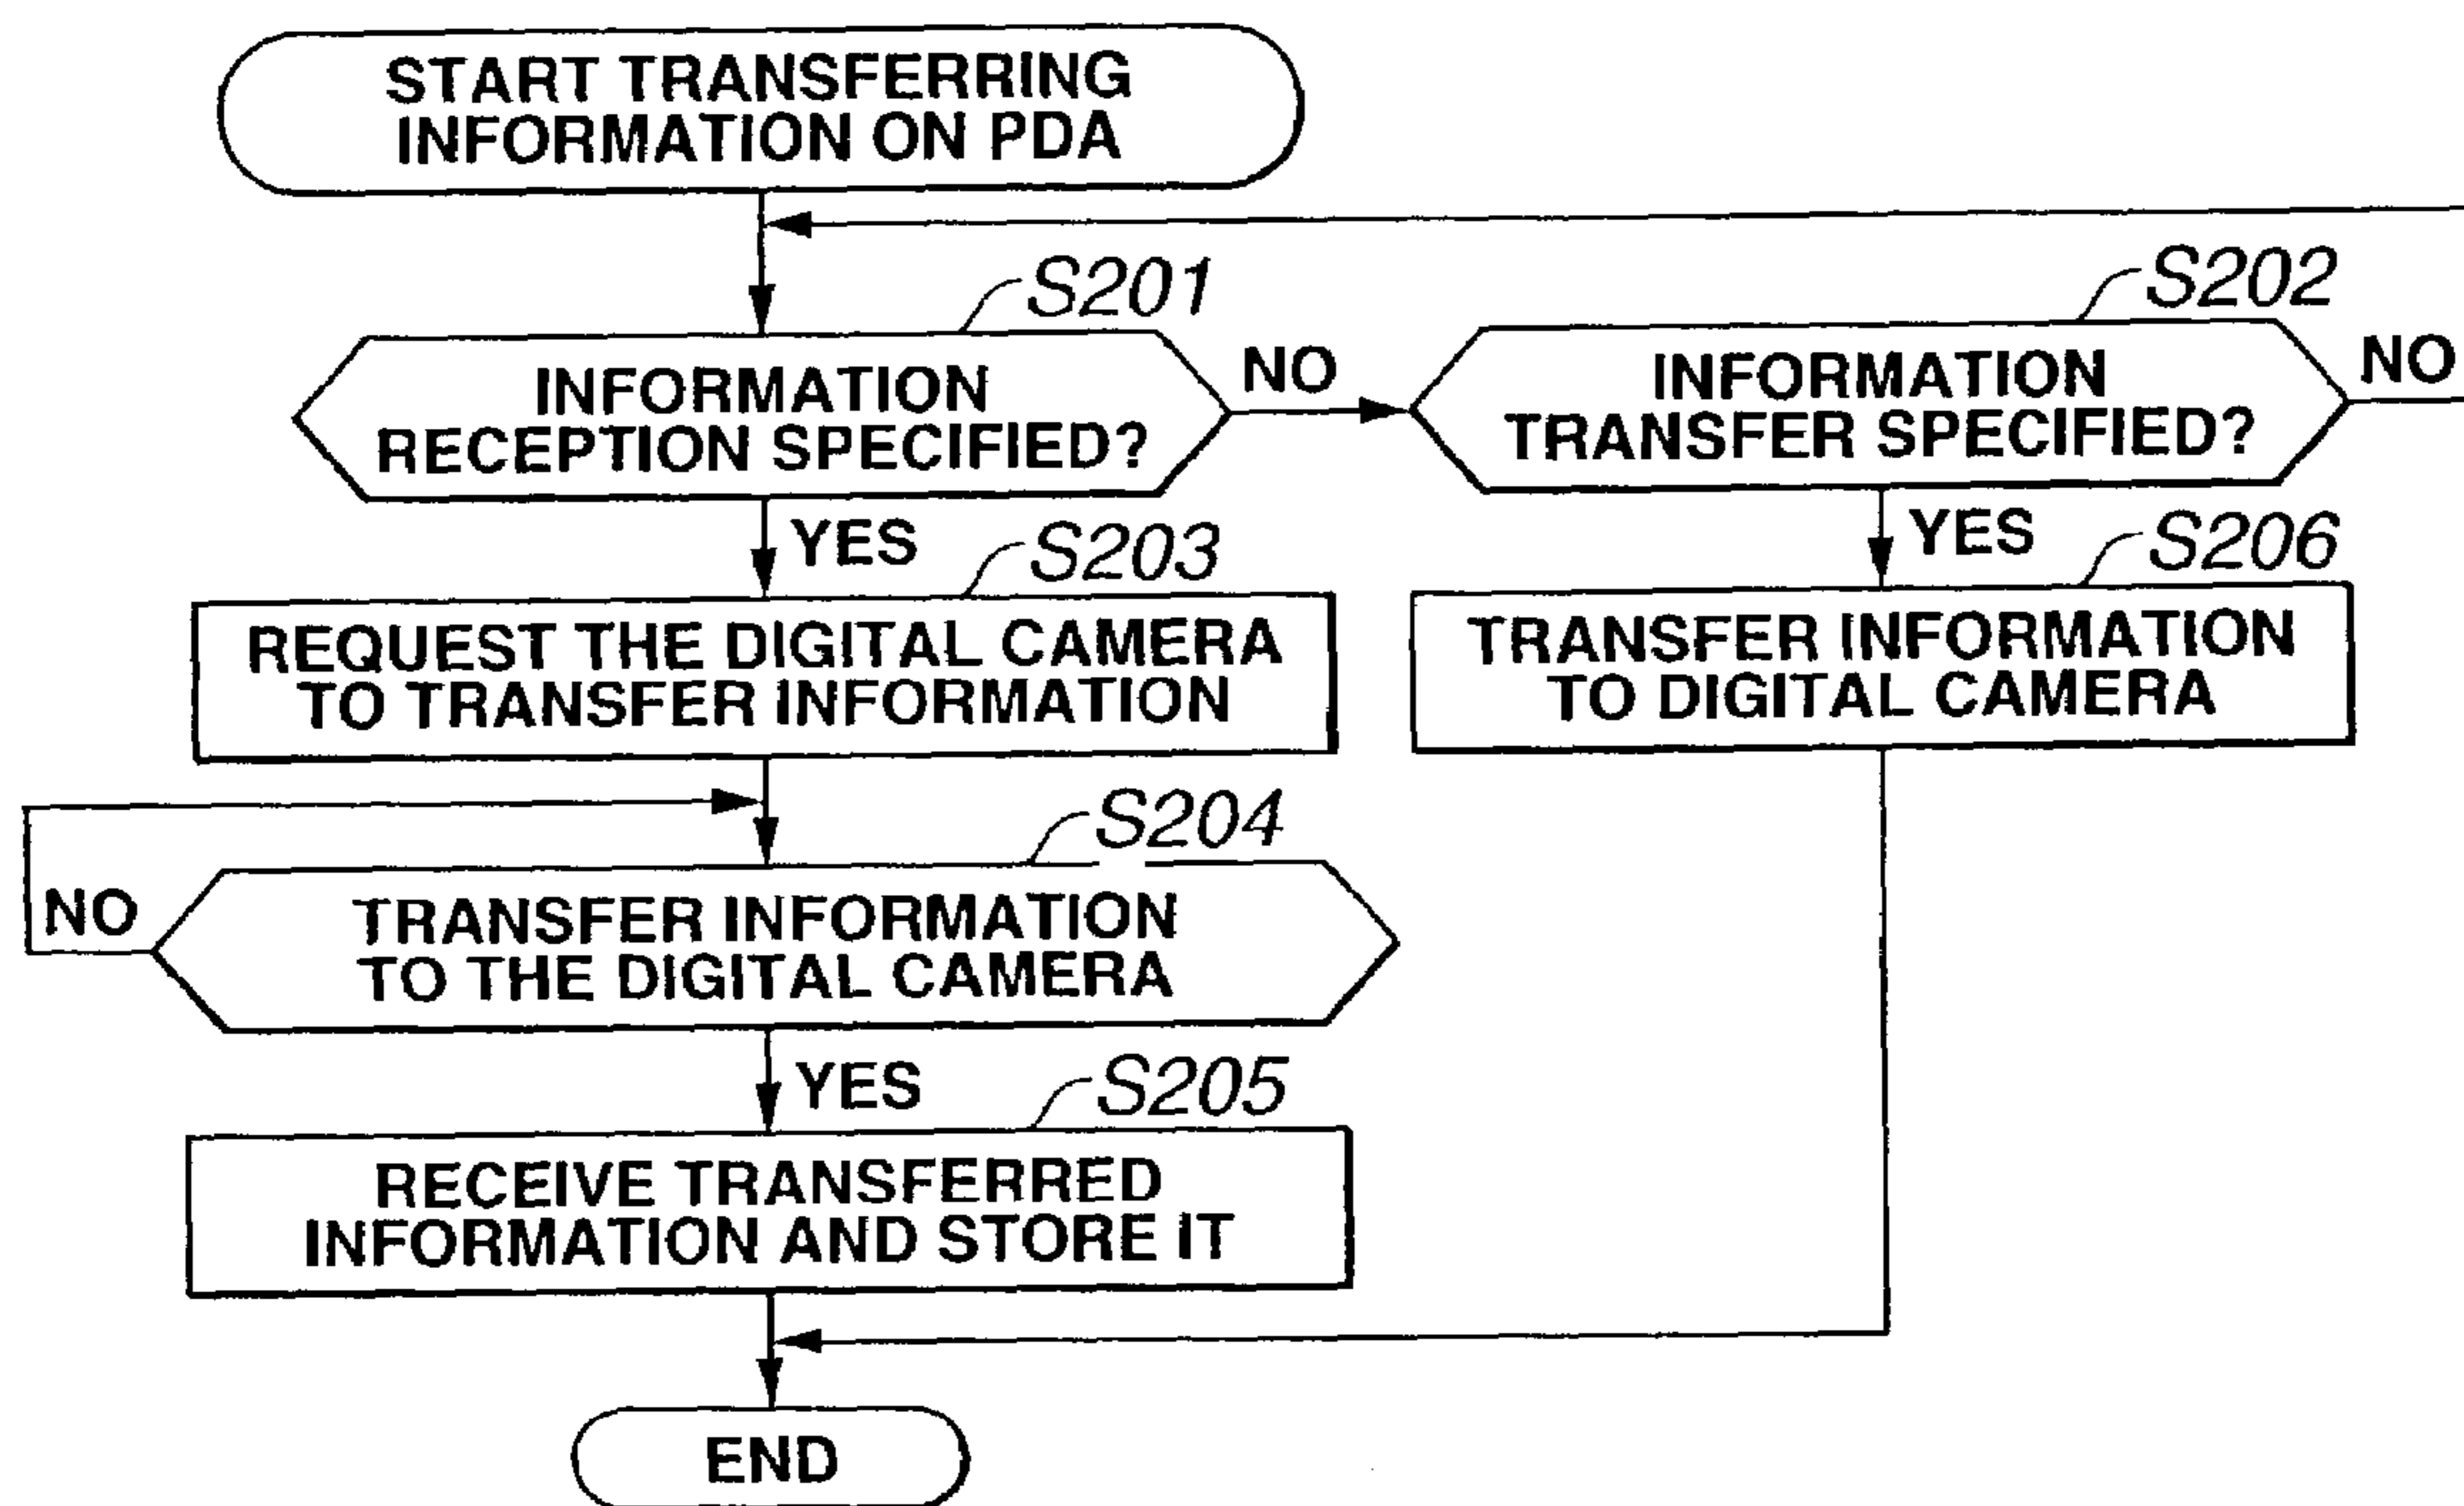 START TRANSFERRING
INFORMATION ON PDA
S201
INFORMATION
RECEPTION SPECIFIED?
NO
S202
INFORMATION
TRANSFER SPECIFIED?
NO
YES
S203
REQUEST THE DIGITAL CAMERA
TO TRANSFER INFORMATION
YES
S206
TRANSFER INFORMATION
TO DIGITAL CAMERA
S204
NO
TRANSFER INFORMATION
TO THE DIGITAL CAMERA
YES
S205
RECEIVE TRANSFERRED
INFORMATION AND STORE IT
END